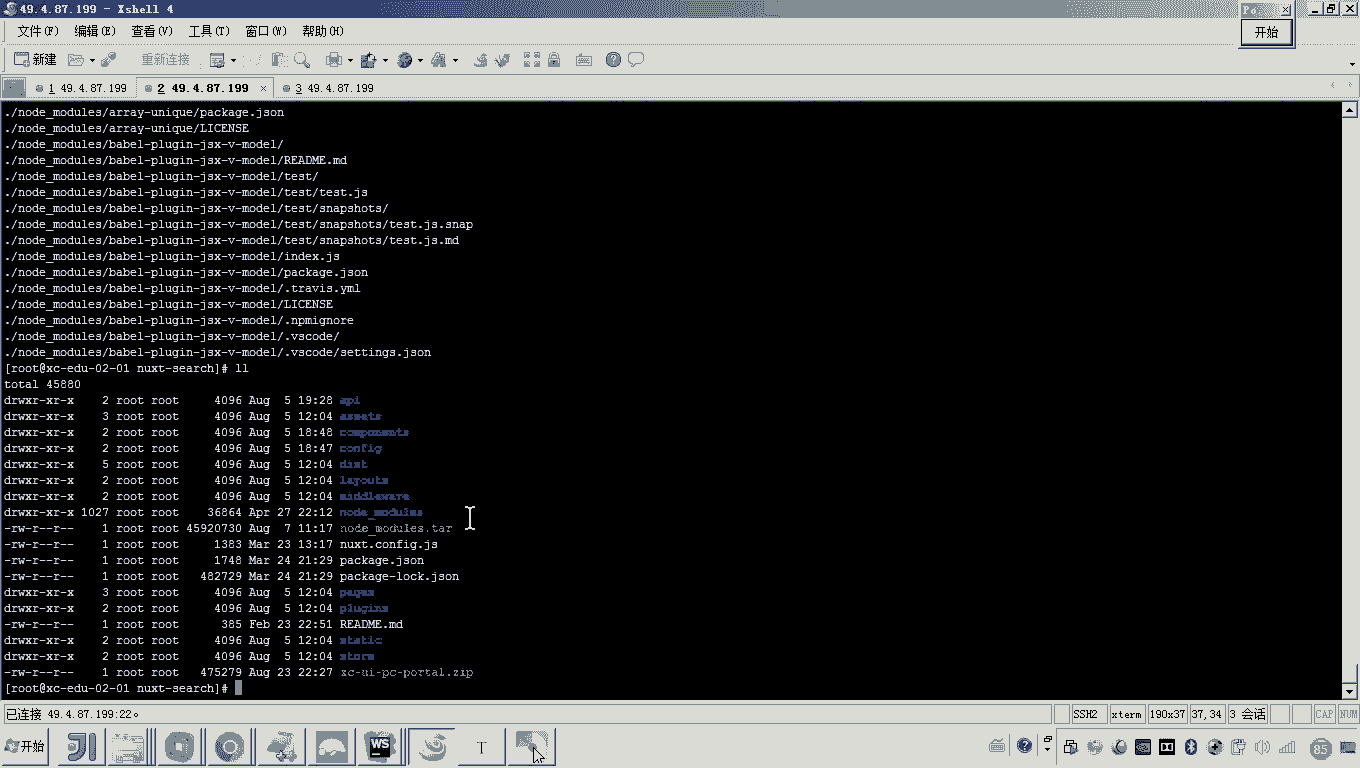 49.4.87.199 - Xshell 4
文件(F) 编辑(E) 查看(V) 工具(T) 窗口(W) 帮助(H)
Po
开始
新建 重新连接
1 49.4.87.199 2 49.4.87.199 × 3 49.4.87.199
./node_modules/array-unique/package.json
./node_modules/array-unique/LICENSE
./node_modules/babel-plugin-jsx-v-model/
./node_modules/babel-plugin-jsx-v-model/README.md
./node_modules/babel-plugin-jsx-v-model/test/
./node_modules/babel-plugin-jsx-v-model/test/test.js
./node_modules/babel-plugin-jsx-v-model/test/snapshots/
./node_modules/babel-plugin-jsx-v-model/test/snapshots/test.js.snap
./node_modules/babel-plugin-jsx-v-model/test/snapshots/test.js.md
./node_modules/babel-plugin-jsx-v-model/index.js
./node_modules/babel-plugin-jsx-v-model/package.json
./node_modules/babel-plugin-jsx-v-model/.travis.yml
./node_modules/babel-plugin-jsx-v-model/LICENSE
./node_modules/babel-plugin-jsx-v-model/.npmignore
./node_modules/babel-plugin-jsx-v-model/.vscode/
./node_modules/babel-plugin-jsx-v-model/.vscode/settings.json
[root@xc-edu-02-01 nuxt-search]# ll
total 45880
drwxr-xr-x 2 root root 4096 Aug 5 19:28 api
drwxr-xr-x 3 root root 4096 Aug 5 12:04 assets
drwxr-xr-x 2 root root 4096 Aug 5 18:48 components
drwxr-xr-x 2 root root 4096 Aug 5 18:47 config
drwxr-xr-x 5 root root 4096 Aug 5 12:04 dist
drwxr-xr-x 2 root root 4096 Aug 5 12:04 layouts
drwxr-xr-x 2 root root 4096 Aug 5 12:04 middleware
drwxr-xr-x 1027 root root 36864 Apr 27 22:12 node_modules
-rw-r--r-- 1 root root 45920730 Aug 7 11:17 node_modules.tar
-rw-r--r-- 1 root root 1383 Mar 23 13:17 nuxt.config.js
-rw-r--r-- 1 root root 1748 Mar 24 21:29 package.json
-rw-r--r-- 1 root root 482729 Mar 24 21:29 package-lock.json
drwxr-xr-x 3 root root 4096 Aug 5 12:04 pages
drwxr-xr-x 2 root root 4096 Aug 5 12:04 plugins
-rw-r--r-- 1 root root 385 Feb 23 22:51 README.md
drwxr-xr-x 2 root root 4096 Aug 5 12:04 static
drwxr-xr-x 2 root root 4096 Aug 5 12:04 store
-rw-r--r-- 1 root root 475279 Aug 23 22:27 xc-ui-pc-portal.zip
[root@xc-edu-02-01 nuxt-search]#
已连接 49.4.87.199:22。 SSH2 xterm 190x37 37,34 3 会话 CAP NUM
开始 WS T 85